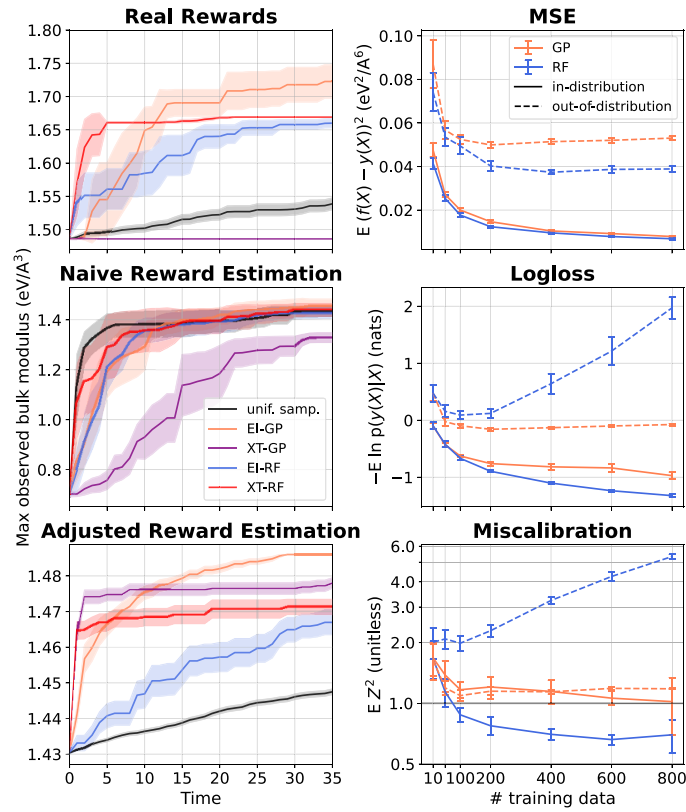 Real Rewards
1.80
1.75
1.70
1.65
1.60
1.55
1.50
Naive Reward Estimation
1.4
1.2
1.0
0.8
unif. samp.
EI-GP
XT-GP
EI-RF
XT-RF
Adjusted Reward Estimation
1.48
1.47
1.46
1.45
1.44
1.43
0 5 10 15 20 25 30 35
Time
Max observed bulk modulus (eV/A³)
MSE
0.10
0.08
0.06
0.04
0.02
GP
RF
in-distribution
out-of-distribution
E (f(X) − y(X))² (eV²/A⁶)
Logloss
2
1
0
−1
−E ln p(y(X)|X) (nats)
Miscalibration
6.0
5.0
4.0
3.0
2.0
1.0
0.5
E Z² (unitless)
10 100 200 400 600 800
# training data